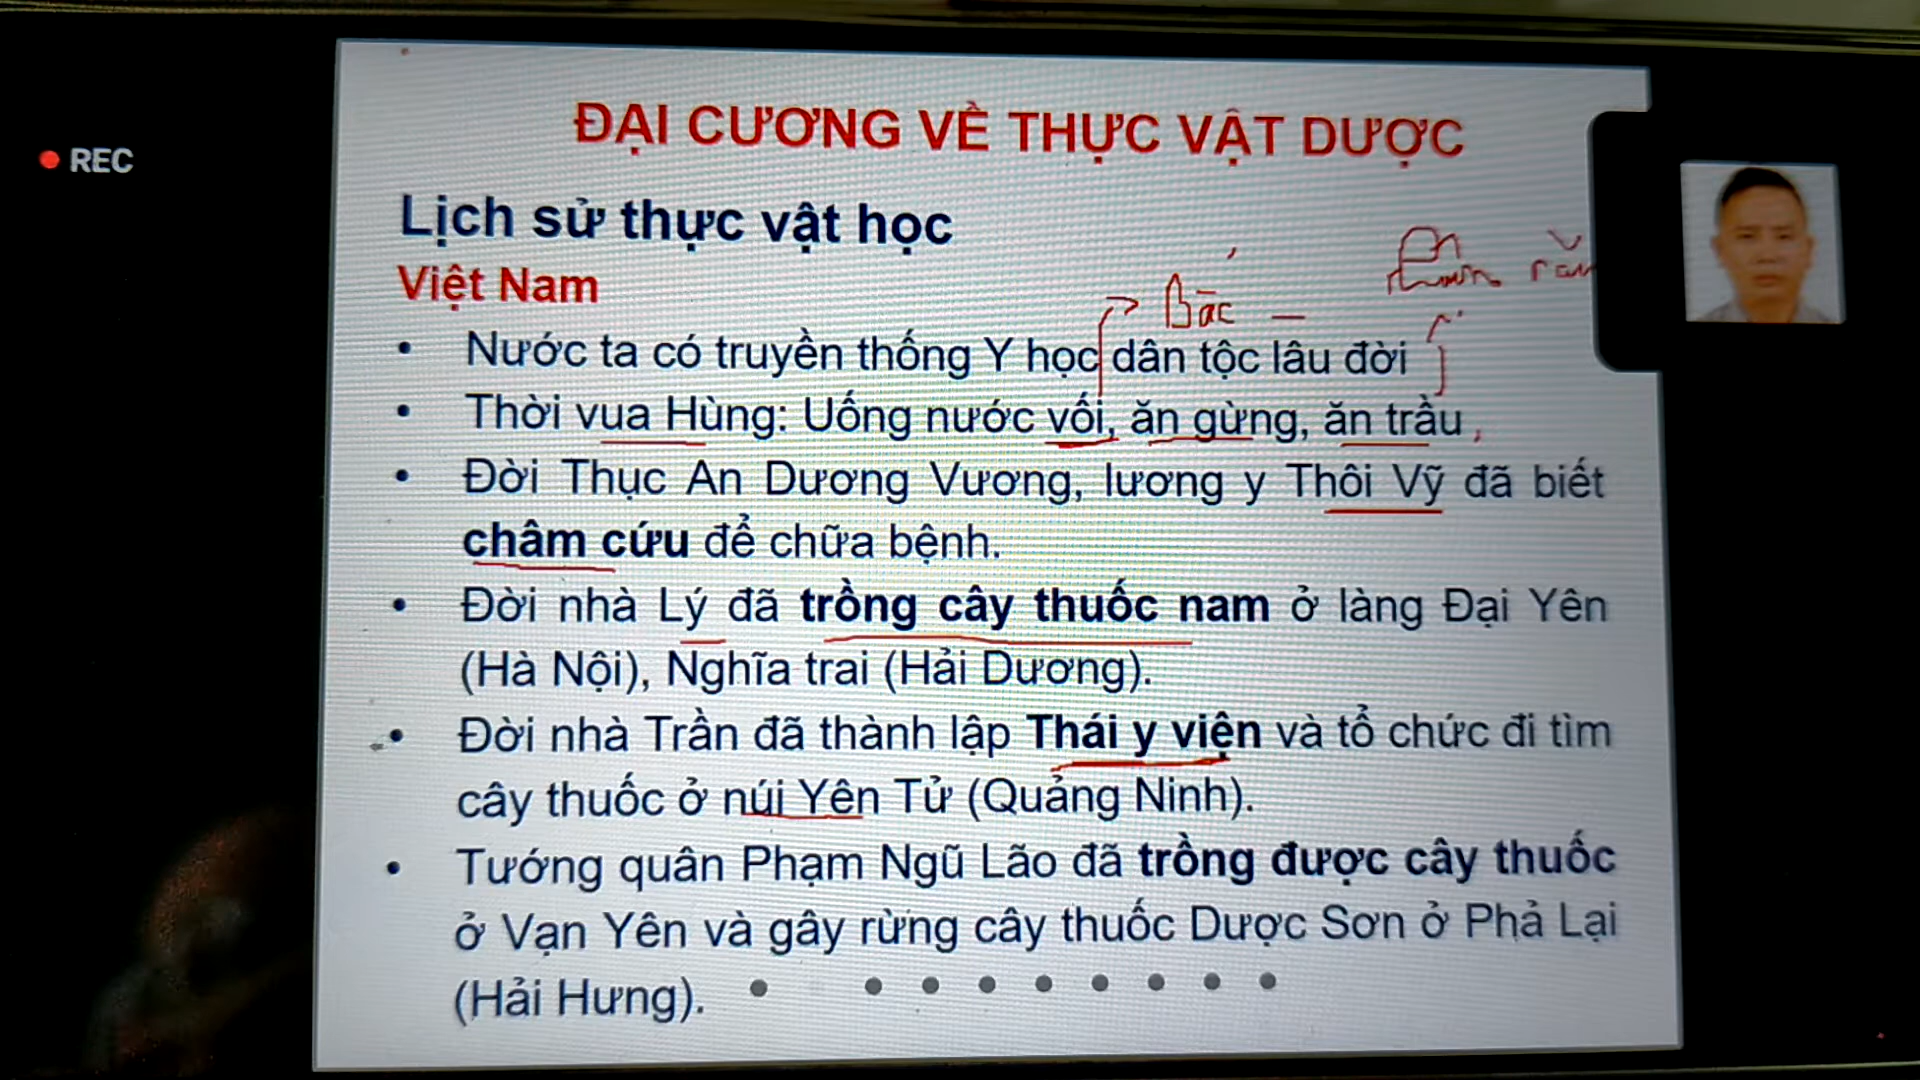 ĐẠI CƯƠNG VỀ THỰC VẬT DƯỢC
REC
Lịch sử thực vật học
Việt Nam
Bắc
• Nước ta có truyền thống Y học dân tộc lâu đời
• Thời vua Hùng: Uống nước vối, ăn gừng, ăn trầu
• Đời Thục An Dương Vương, lương y Thôi Vỹ đã biết
châm cứu để chữa bệnh.
• Đời nhà Lý đã trồng cây thuốc nam ở làng Đại Yên
(Hà Nội), Nghĩa trai (Hải Dương).
• Đời nhà Trần đã thành lập Thái y viện và tổ chức đi tìm
cây thuốc ở núi Yên Tử (Quảng Ninh).
• Tướng quân Phạm Ngũ Lão đã trồng được cây thuốc
ở Vạn Yên và gây rừng cây thuốc Dược Sơn ở Phả Lại
(Hải Hưng).